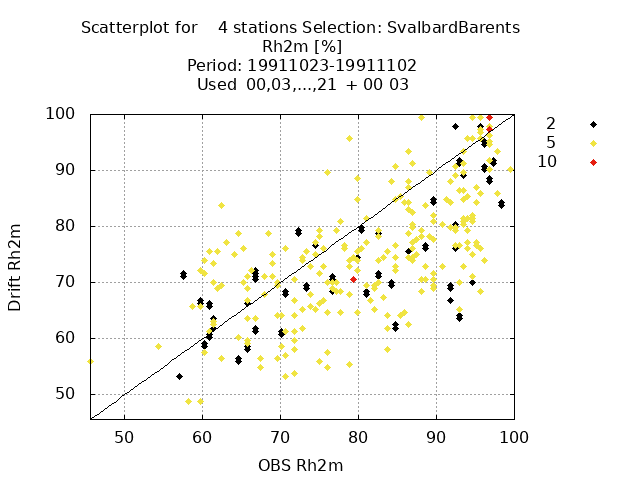 Scatterplot for    4 stations Selection: SvalbardBarents
Rh2m [%]
Period: 19911023-19911102
Used  00,03,...,21  + 00 03
2
5
10
100
90
80
70
60
50
Drift Rh2m
50 60 70 80 90 100
OBS Rh2m